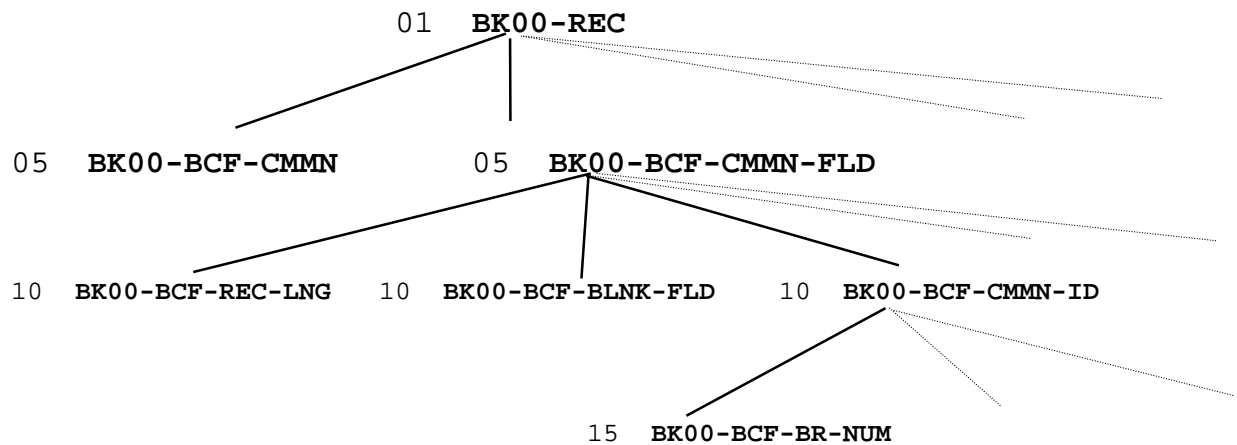 01 BK00-REC
05 BK00-BCF-CMMN 05 BK00-BCF-CMMN-FLD
10 BK00-BCF-REC-LNG 10 BK00-BCF-BLNK-FLD 10 BK00-BCF-CMMN-ID
15 BK00-BCF-BR-NUM